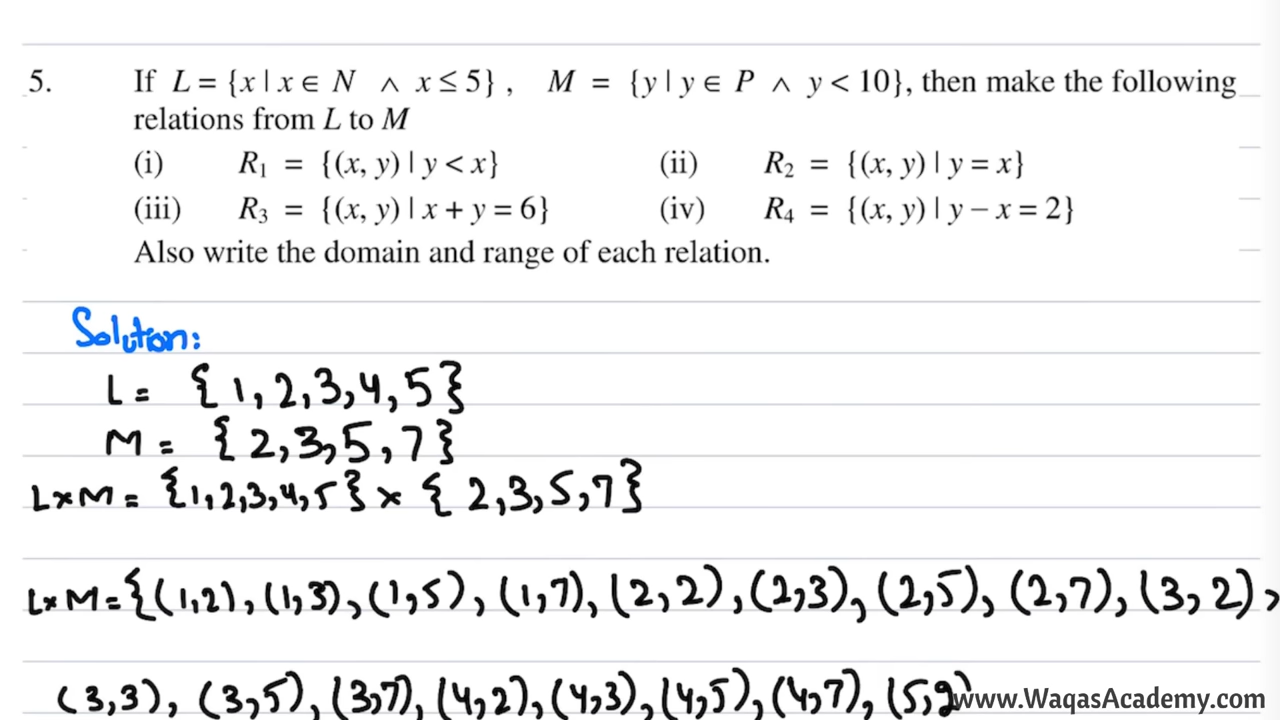 5. If L = {x | x ∈ N ∧ x ≤ 5} , M = {y | y ∈ P ∧ y < 10}, then make the following
relations from L to M
(i) R₁ = {(x, y) | y < x} (ii) R₂ = {(x, y) | y = x}
(iii) R₃ = {(x, y) | x + y = 6} (iv) R₄ = {(x, y) | y – x = 2}
Also write the domain and range of each relation.
Solution:
L = { 1, 2, 3, 4, 5 }
M = { 2, 3, 5, 7 }
L×M = {1,2,3,4,5} × { 2,3,5,7}
L×M = {(1,2), (1,3), (1,5), (1,7), (2,2), (2,3), (2,5), (2,7), (3,2),
(3,3), (3,5), (3,7), (4,2), (4,3), (4,5), (4,7), (5,2)
www.WaqasAcademy.com